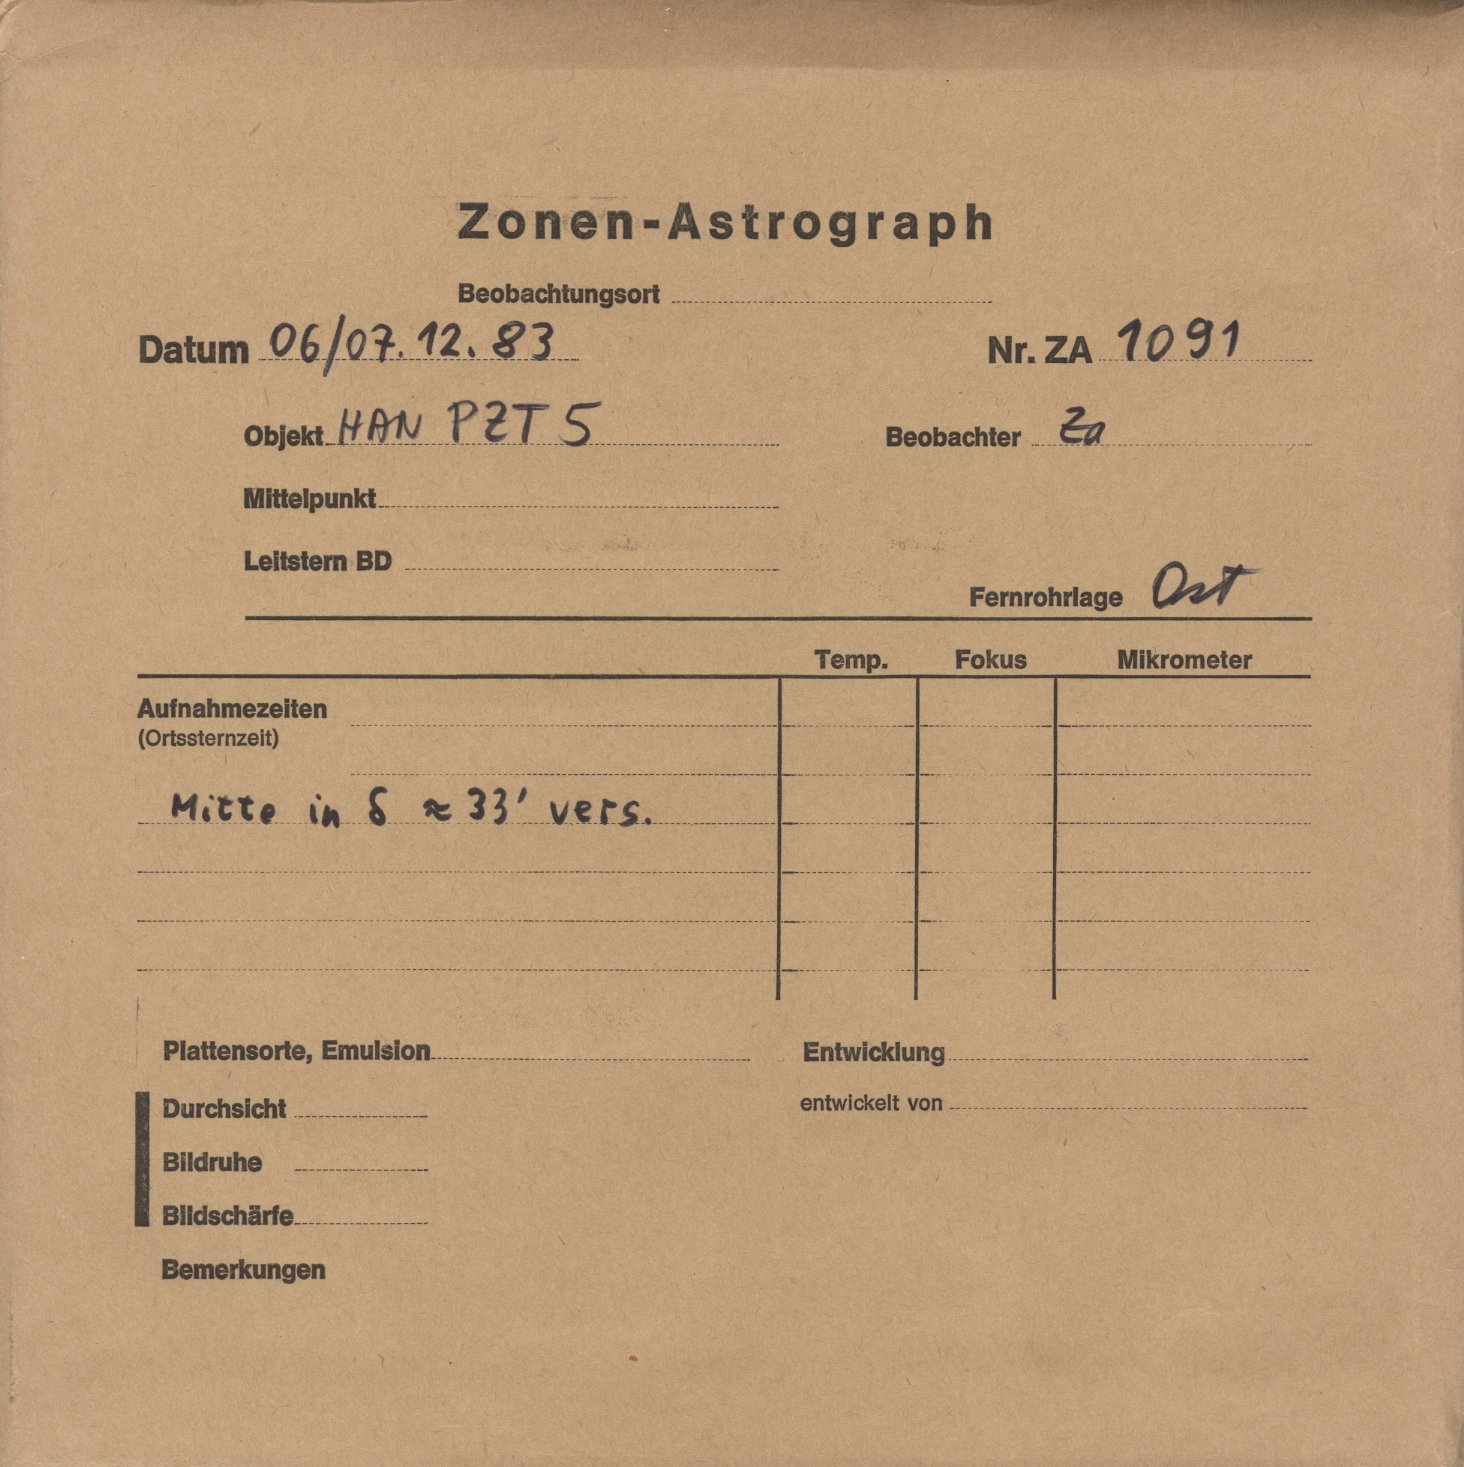 Zonen-Astrograph
Beobachtungsort
Datum 06/07.12.83 Nr. ZA 1091
Objekt HAN PZT 5 Beobachter Za
Mittelpunkt
Leitstern BD
Fernrohrlage Ost
Temp. Fokus Mikrometer
Aufnahmezeiten
(Ortssternzeit)
Mitte in δ ≈ 33' vers.
Plattensorte, Emulsion Entwicklung
Durchsicht entwickelt von
Bildruhe
Bildschärfe
Bemerkungen